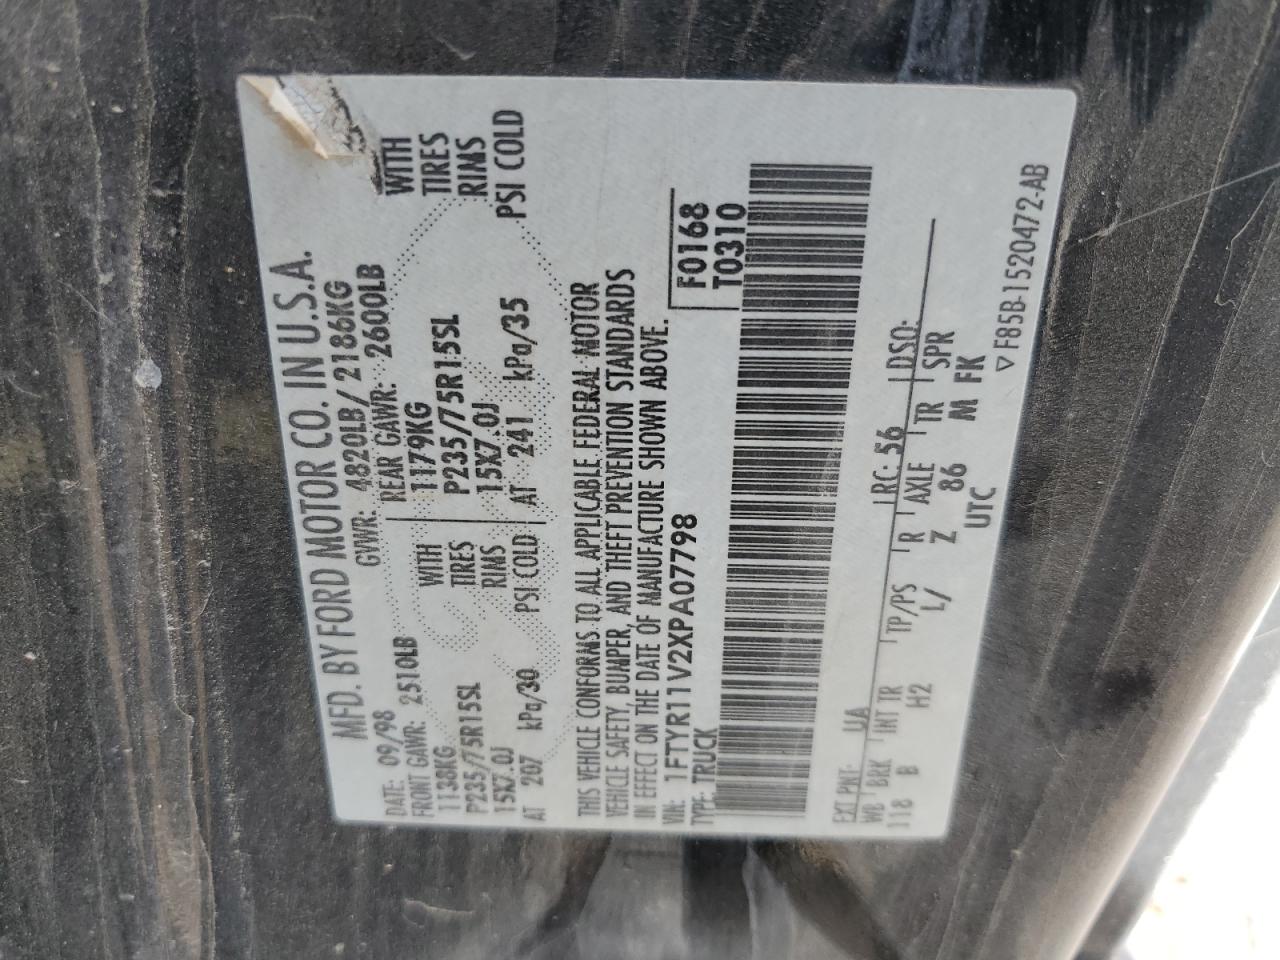 MFD. BY FORD MOTOR CO. IN U.S.A.
DATE: 09/98 GVWR: 4820LB/ 2186KG
FRONT GAWR: 2510LB REAR GAWR: 2600LB
1138KG WITH 1179KG WITH
P235/75R15SL TIRES P235/75R15SL TIRES
15X7.0J RIMS 15X7.0J RIMS
AT 207 kPa/30 PSI COLD AT 241 kPa/35 PSI COLD
THIS VEHICLE CONFORMS TO ALL APPLICABLE FEDERAL MOTOR
VEHICLE SAFETY, BUMPER, AND THEFT PREVENTION STANDARDS
IN EFFECT ON THE DATE OF MANUFACTURE SHOWN ABOVE.
VIN: 1FTYR11V2XPA07798 F0168
TYPE: TRUCK T0310
EXT PNT: UA RC: 56 DSO:
WB BRK INT TR TP/PS R AXLE TR SPR
118 B H2 L/ Z 86 M FK
UTC
▽ F85B-1520472-AB